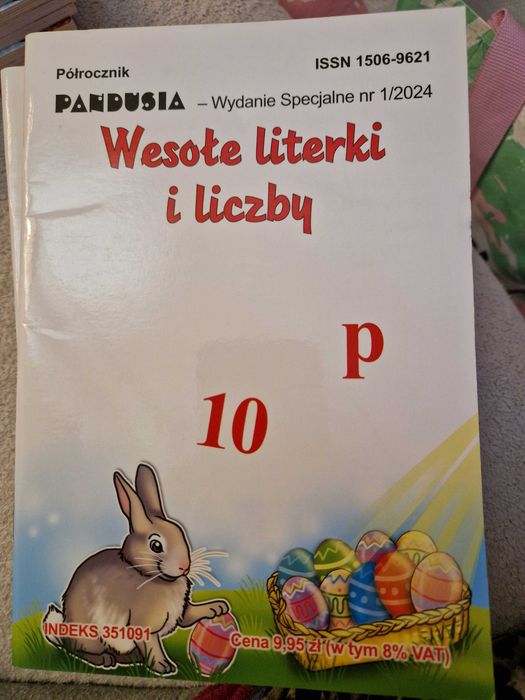 Półrocznik
ISSN 1506-9621
PANDUSIA – Wydanie Specjalne nr 1/2024
Wesołe literki
i liczby
p
10
INDEKS 351091
Cena 9,95 zł (w tym 8% VAT)